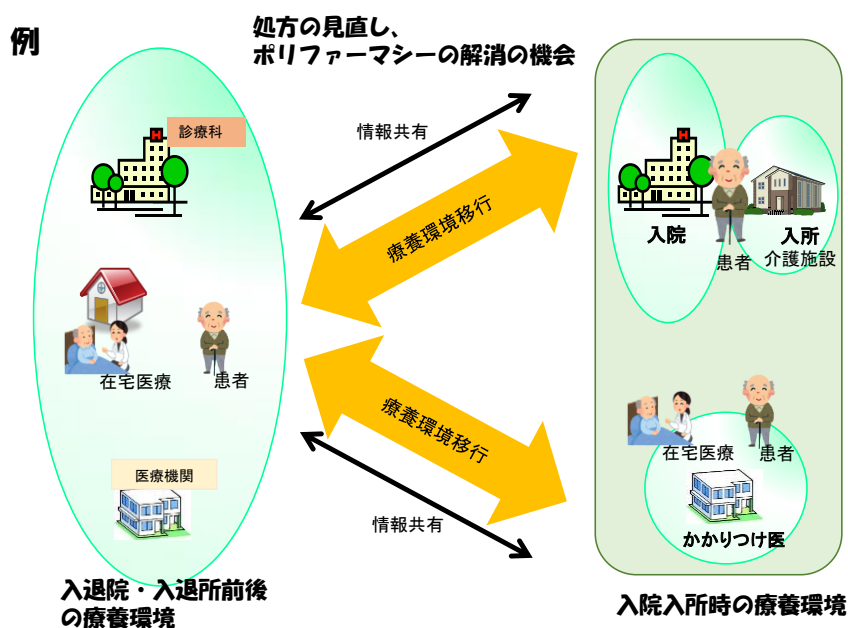 例
処方の見直し、
ポリファーマシーの解消の機会
診療科
情報共有
療養環境移行
入院
入所
介護施設
患者
在宅医療
患者
療養環境移行
在宅医療
患者
医療機関
情報共有
かかりつけ医
入退院・入退所前後
の療養環境
入院入所時の療養環境
H
H